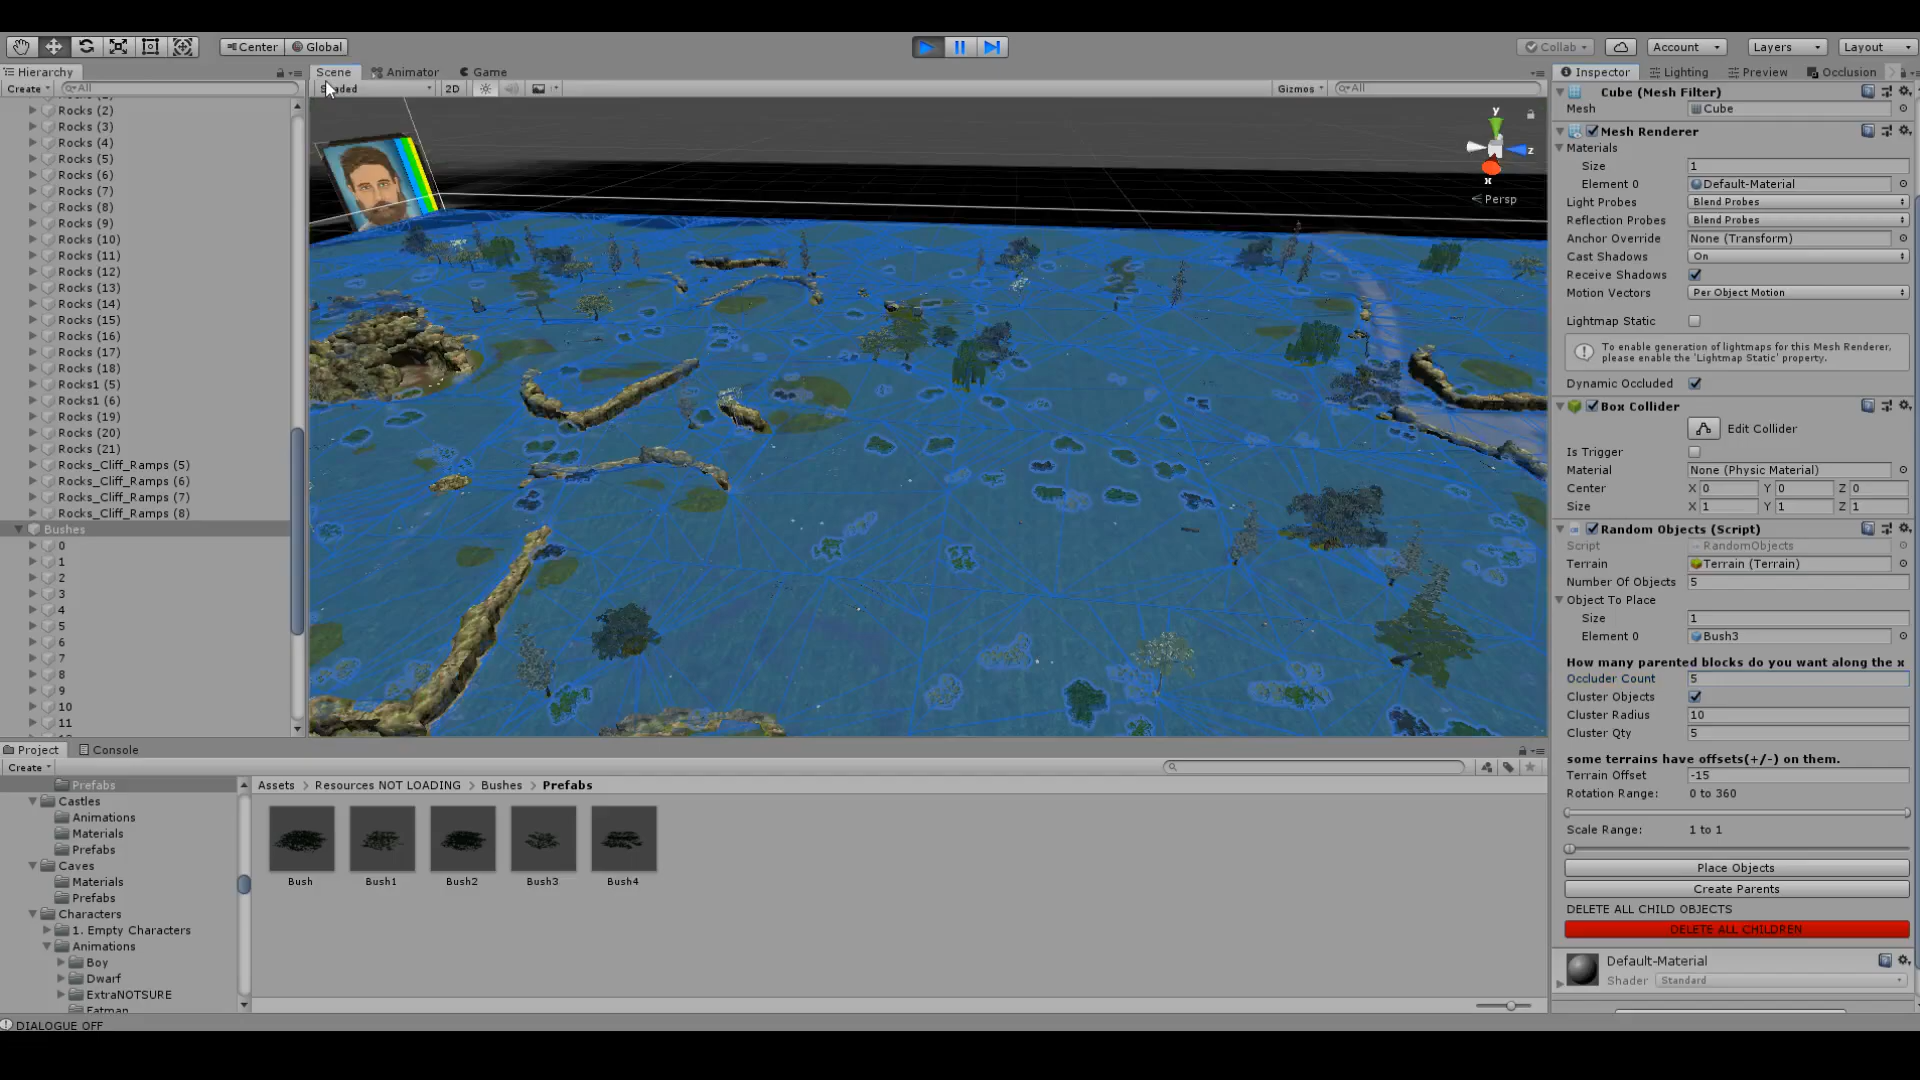 Center Global
Collab Account Layers Layout
Hierarchy
Create All
Rocks (2)
Rocks (3)
Rocks (4)
Rocks (5)
Rocks (6)
Rocks (7)
Rocks (8)
Rocks (9)
Rocks (10)
Rocks (11)
Rocks (12)
Rocks (13)
Rocks (14)
Rocks (15)
Rocks (16)
Rocks (17)
Rocks (18)
Rocks1 (5)
Rocks1 (6)
Rocks (19)
Rocks (20)
Rocks (21)
Rocks_Cliff_Ramps (5)
Rocks_Cliff_Ramps (6)
Rocks_Cliff_Ramps (7)
Rocks_Cliff_Ramps (8)
Bushes
0
1
2
3
4
5
6
7
8
9
10
11
Scene Animator Game
2D Gizmos All
y
z
x
Persp
Inspector Lighting Preview Occlusion
Cube (Mesh Filter)
Mesh Cube
Mesh Renderer
Materials
Size 1
Element 0 Default-Material
Light Probes Blend Probes
Reflection Probes Blend Probes
Anchor Override None (Transform)
Cast Shadows On
Receive Shadows
Motion Vectors Per Object Motion
Lightmap Static
To enable generation of lightmaps for this Mesh Renderer,
please enable the 'Lightmap Static' property.
Dynamic Occluded
Box Collider
Edit Collider
Is Trigger
Material None (Physic Material)
Center X 0 Y 0 Z 0
Size X 1 Y 1 Z 1
Random Objects (Script)
Script RandomObjects
Terrain Terrain (Terrain)
Number Of Objects 5
Object To Place
Size 1
Element 0 Bush3
How many parented blocks do you want along the x
Occluder Count 5
Cluster Objects
Cluster Radius 10
Cluster Qty 5
some terrains have offsets(+/-) on them.
Terrain Offset -15
Rotation Range: 0 to 360
Scale Range: 1 to 1
Place Objects
Create Parents
DELETE ALL CHILD OBJECTS
DELETE ALL CHILDREN
Default-Material
Shader Standard
Project Console
Create
Prefabs
Castles
Animations
Materials
Prefabs
Caves
Materials
Prefabs
Characters
1. Empty Characters
Animations
Boy
Dwarf
ExtraNOTSURE
Fatman
Assets Resources NOT LOADING Bushes Prefabs
Bush Bush1 Bush2 Bush3 Bush4
DIALOGUE OFF